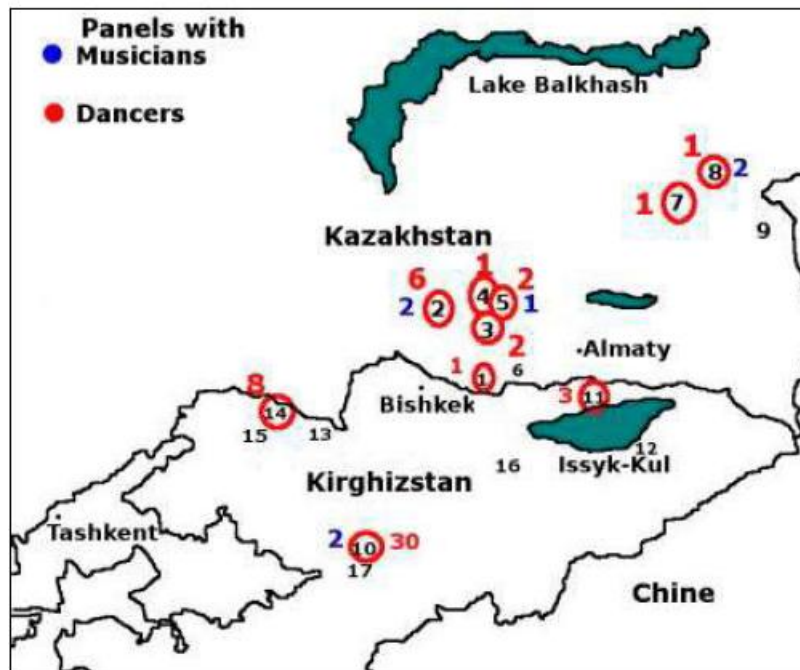 Panels with
Musicians
Dancers
Lake Balkhash
1
8 2
1 7
9
Kazakhstan
1
6 2
4
2 2 5 1
3
2
Almaty
1 6
1
8
3 11
Bishkek
14
15 13
12
16 Issyk-Kul
Kirghizstan
Tashkent
2 10 30
17
Chine